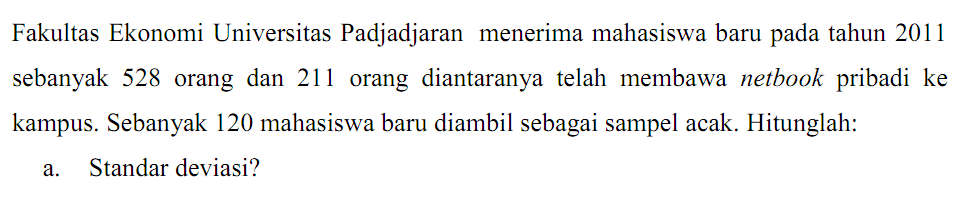 Fakultas Ekonomi Universitas Padjadjaran menerima mahasiswa baru pada tahun 2011
sebanyak 528 orang dan 211 orang diantaranya telah membawa netbook pribadi ke
kampus. Sebanyak 120 mahasiswa baru diambil sebagai sampel acak. Hitunglah:
a. Standar deviasi?